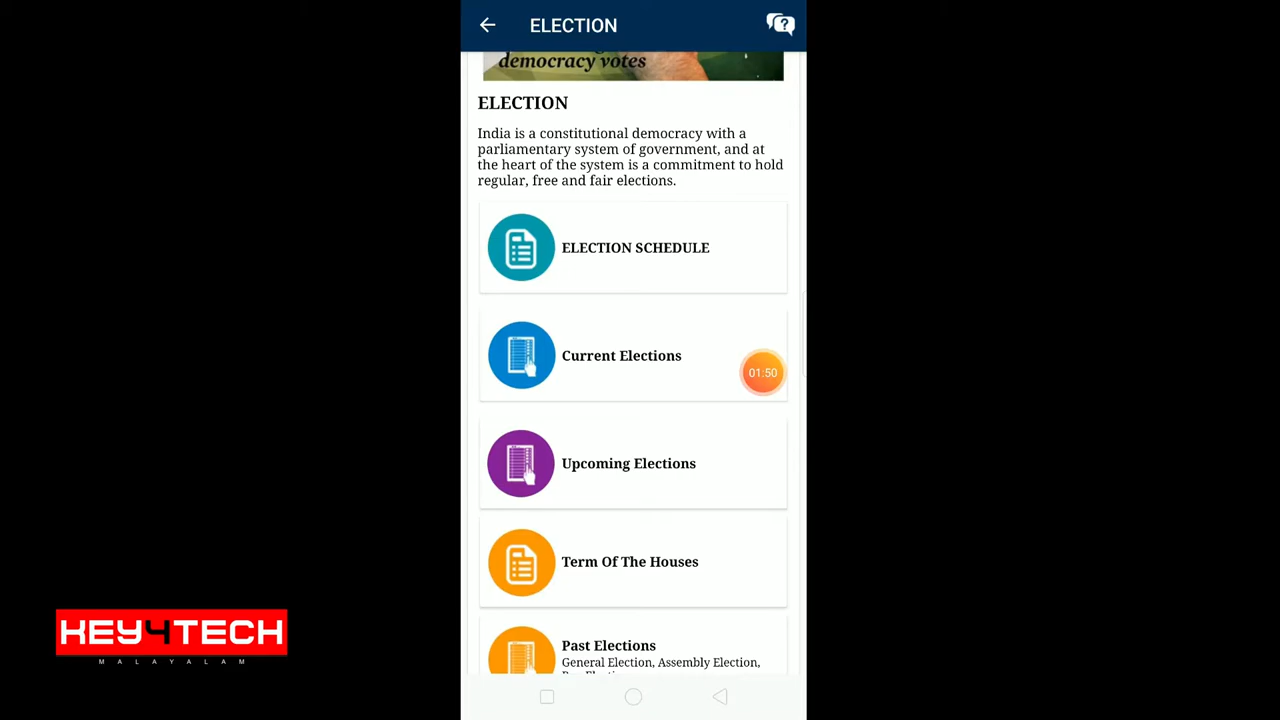 ELECTION
democracy votes
ELECTION
India is a constitutional democracy with a
parliamentary system of government, and at
the heart of the system is a commitment to hold
regular, free and fair elections.
ELECTION SCHEDULE
Current Elections
01:50
Upcoming Elections
Term Of The Houses
Past Elections
General Election, Assembly Election,
KEY4TECH
MALAYALAM